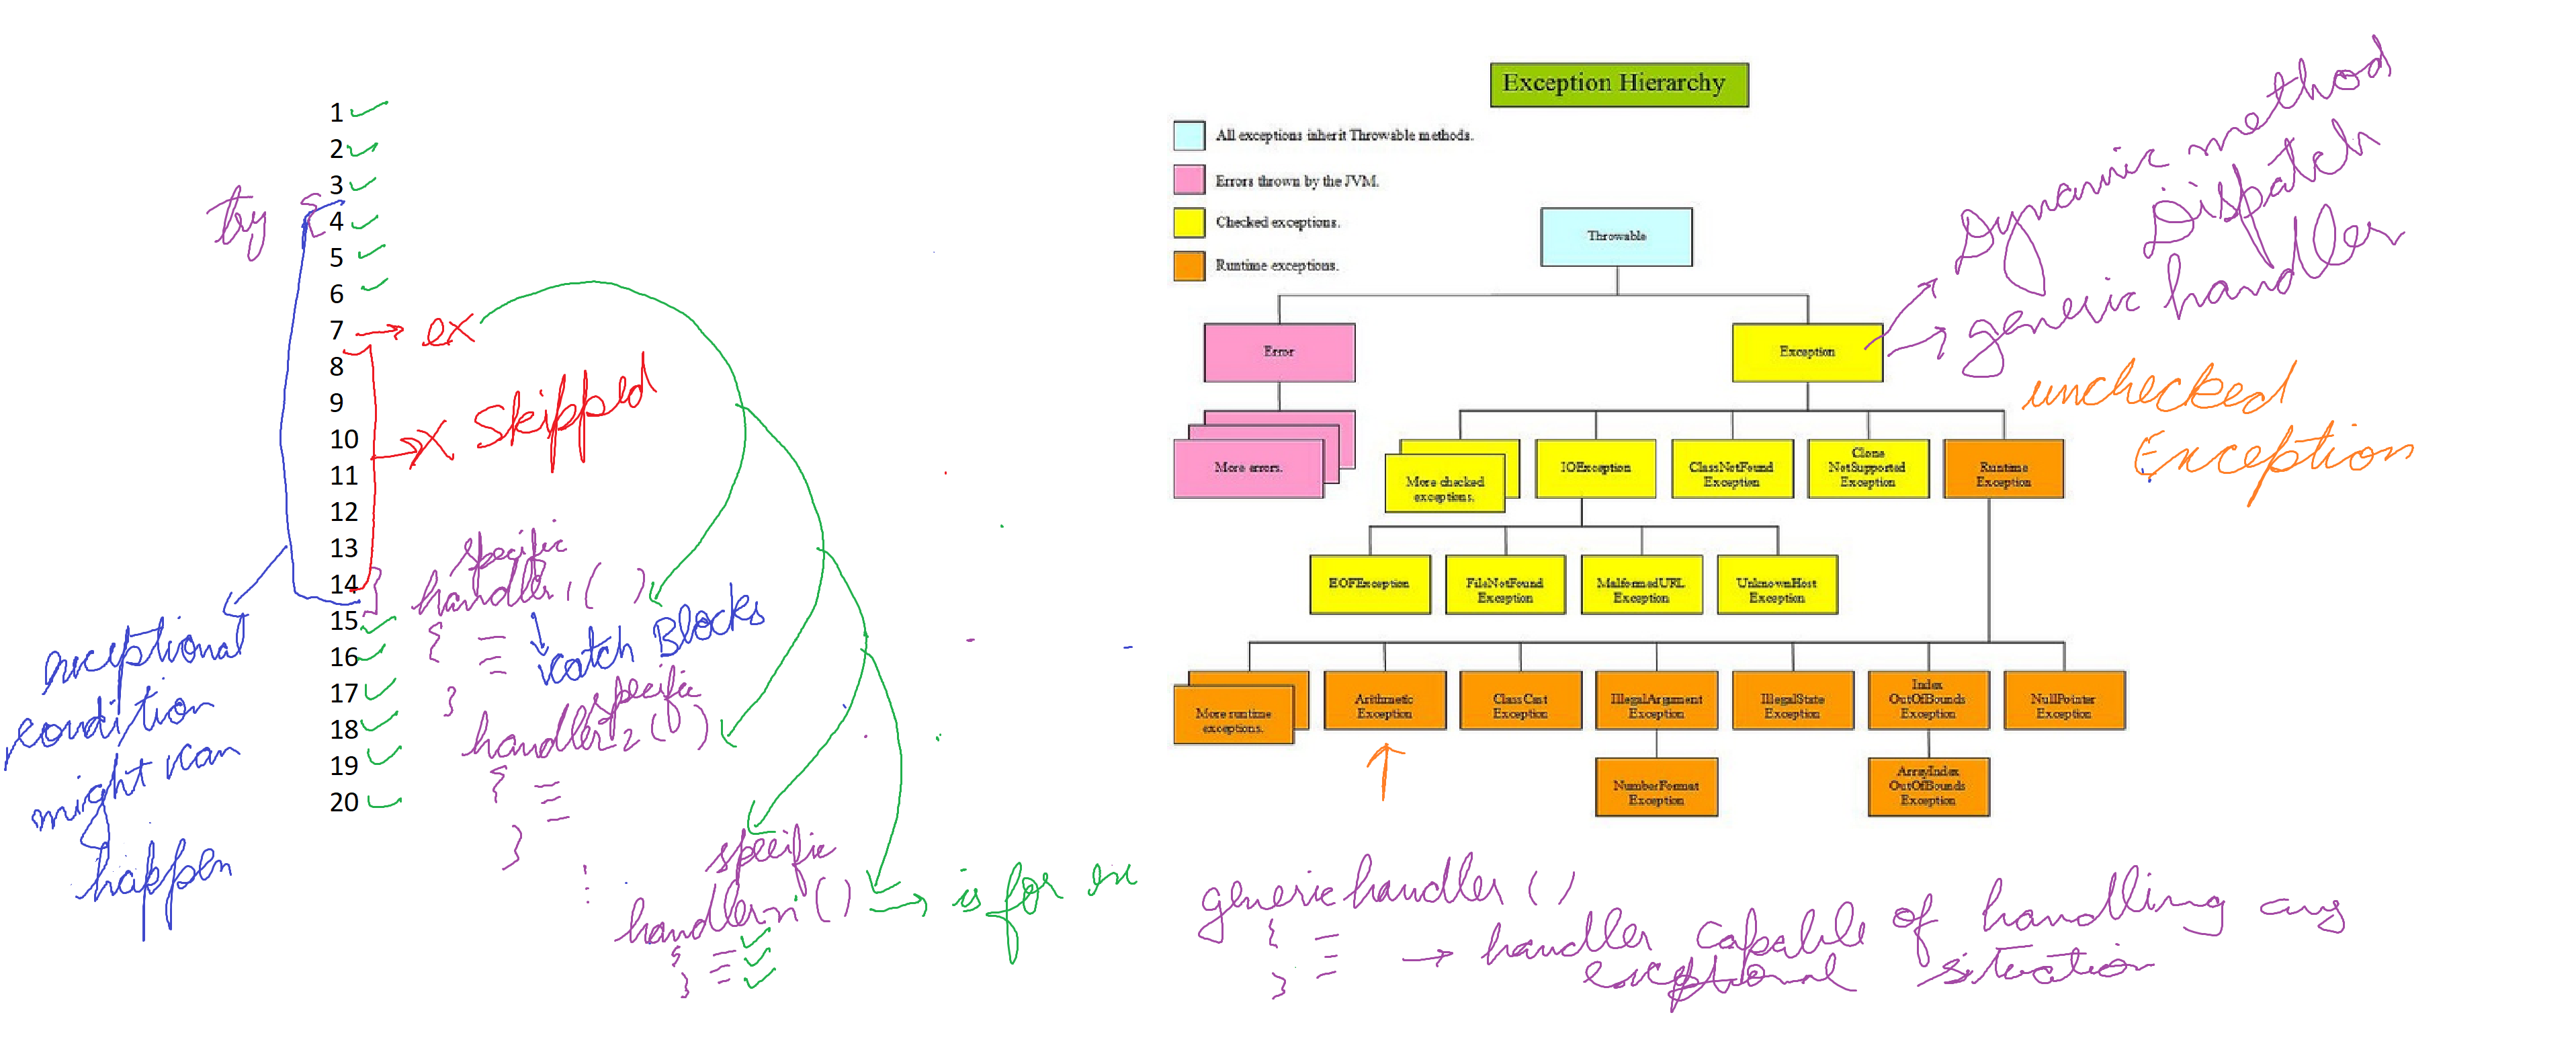 1
2
3
try {
4
5
6
7 → ex
8
9
10
X Skipped
11
12
13
14 }
15
16
17
18
19
20
exceptional
condition
might can
happen
specific
handler1 ( )
{
}
catch Blocks
specific
handler2 ( )
{
}
specific
handlern ( ) → is for ex
{
}
Exception Hierarchy
All exceptions inherit Throwable methods.
Errors thrown by the JVM.
Checked exceptions.
Runtime exceptions.
Throwable
Error
Exception
Dynamic method
Dispatch
generic handler
unchecked
Exception
More errors.
More checked
exceptions.
IOException
ClassNotFound
Exception
Clone
NotSupported
Exception
Runtime
Exception
EOFException
FileNotFound
Exception
MalformedURL
Exception
UnknownHost
Exception
More runtime
exceptions.
Arithmetic
Exception
ClassCast
Exception
IllegalArgument
Exception
IllegalState
Exception
Index
OutOfBounds
Exception
NullPointer
Exception
NumberFormat
Exception
ArrayIndex
OutOfBounds
Exception
generic handler ( )
{
}
→ handler capable of handling any
exceptional situation